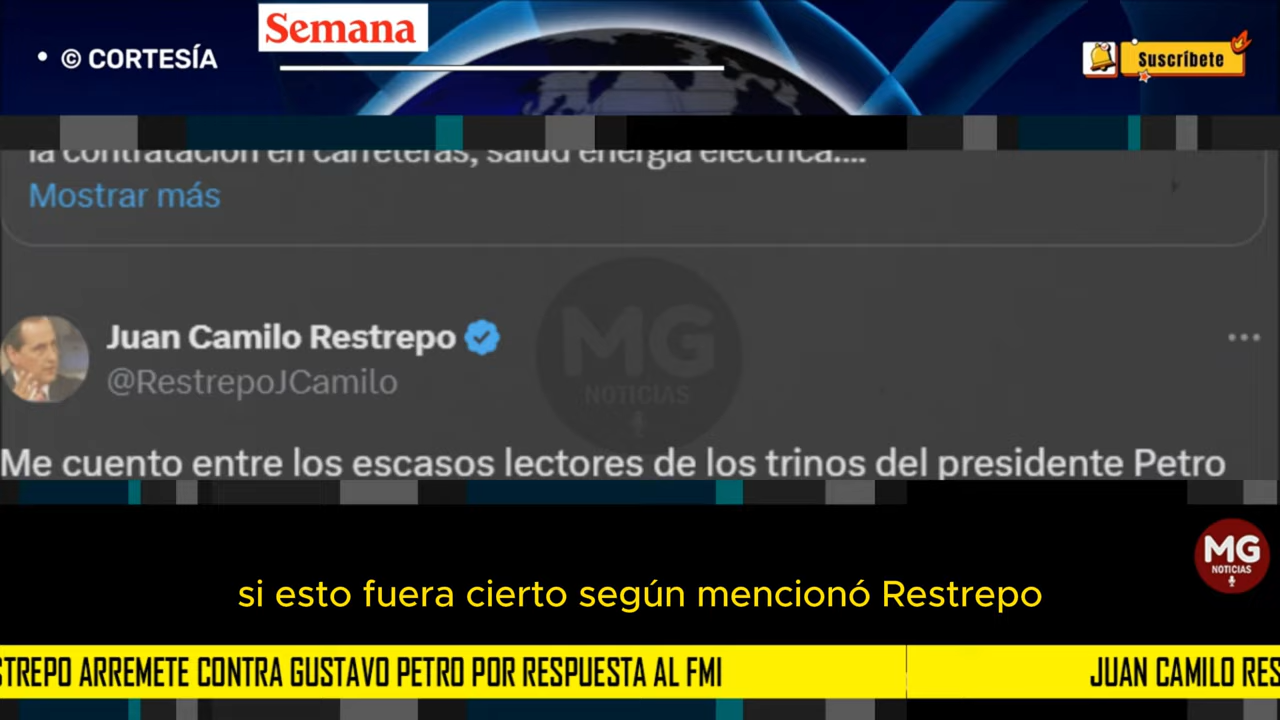 Semana
• © CORTESÍA
Suscríbete
la contratación en carreteras, salud energía eléctrica....
Mostrar más
Juan Camilo Restrepo
@RestrepoJCamilo
MG
NOTICIAS
Me cuento entre los escasos lectores de los trinos del presidente Petro
MG
NOTICIAS
si esto fuera cierto según mencionó Restrepo
STREPO ARREMETE CONTRA GUSTAVO PETRO POR RESPUESTA AL FMI
JUAN CAMILO RES